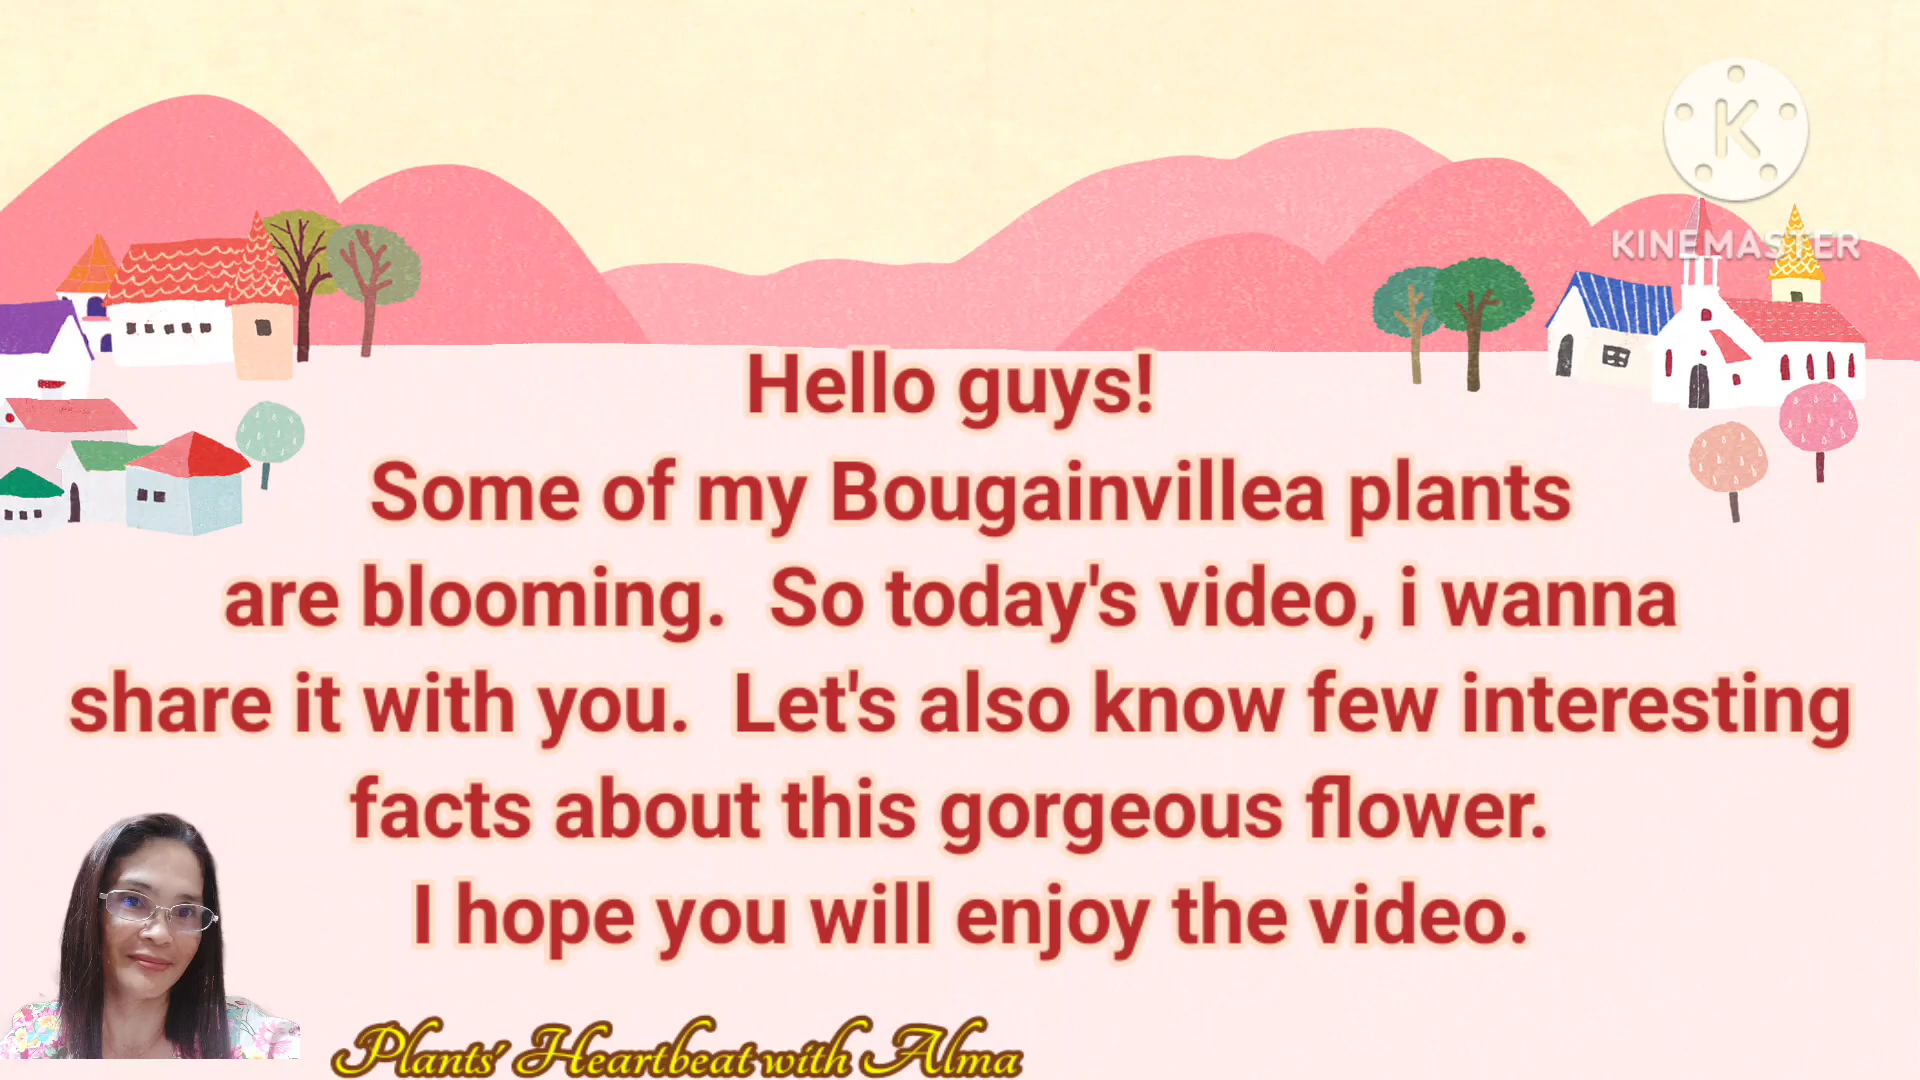 K
KINEMASTER
Hello guys!
Some of my Bougainvillea plants
are blooming.  So today's video, i wanna
share it with you.  Let's also know few interesting
facts about this gorgeous flower.
I hope you will enjoy the video.
Plants' Heartbeat with Alma